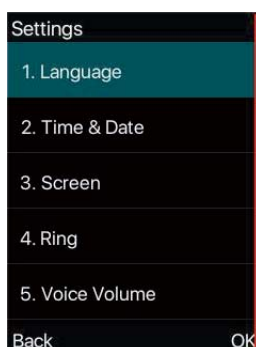 Settings
1. Language
2. Time & Date
3. Screen
4. Ring
5. Voice Volume
Back OK